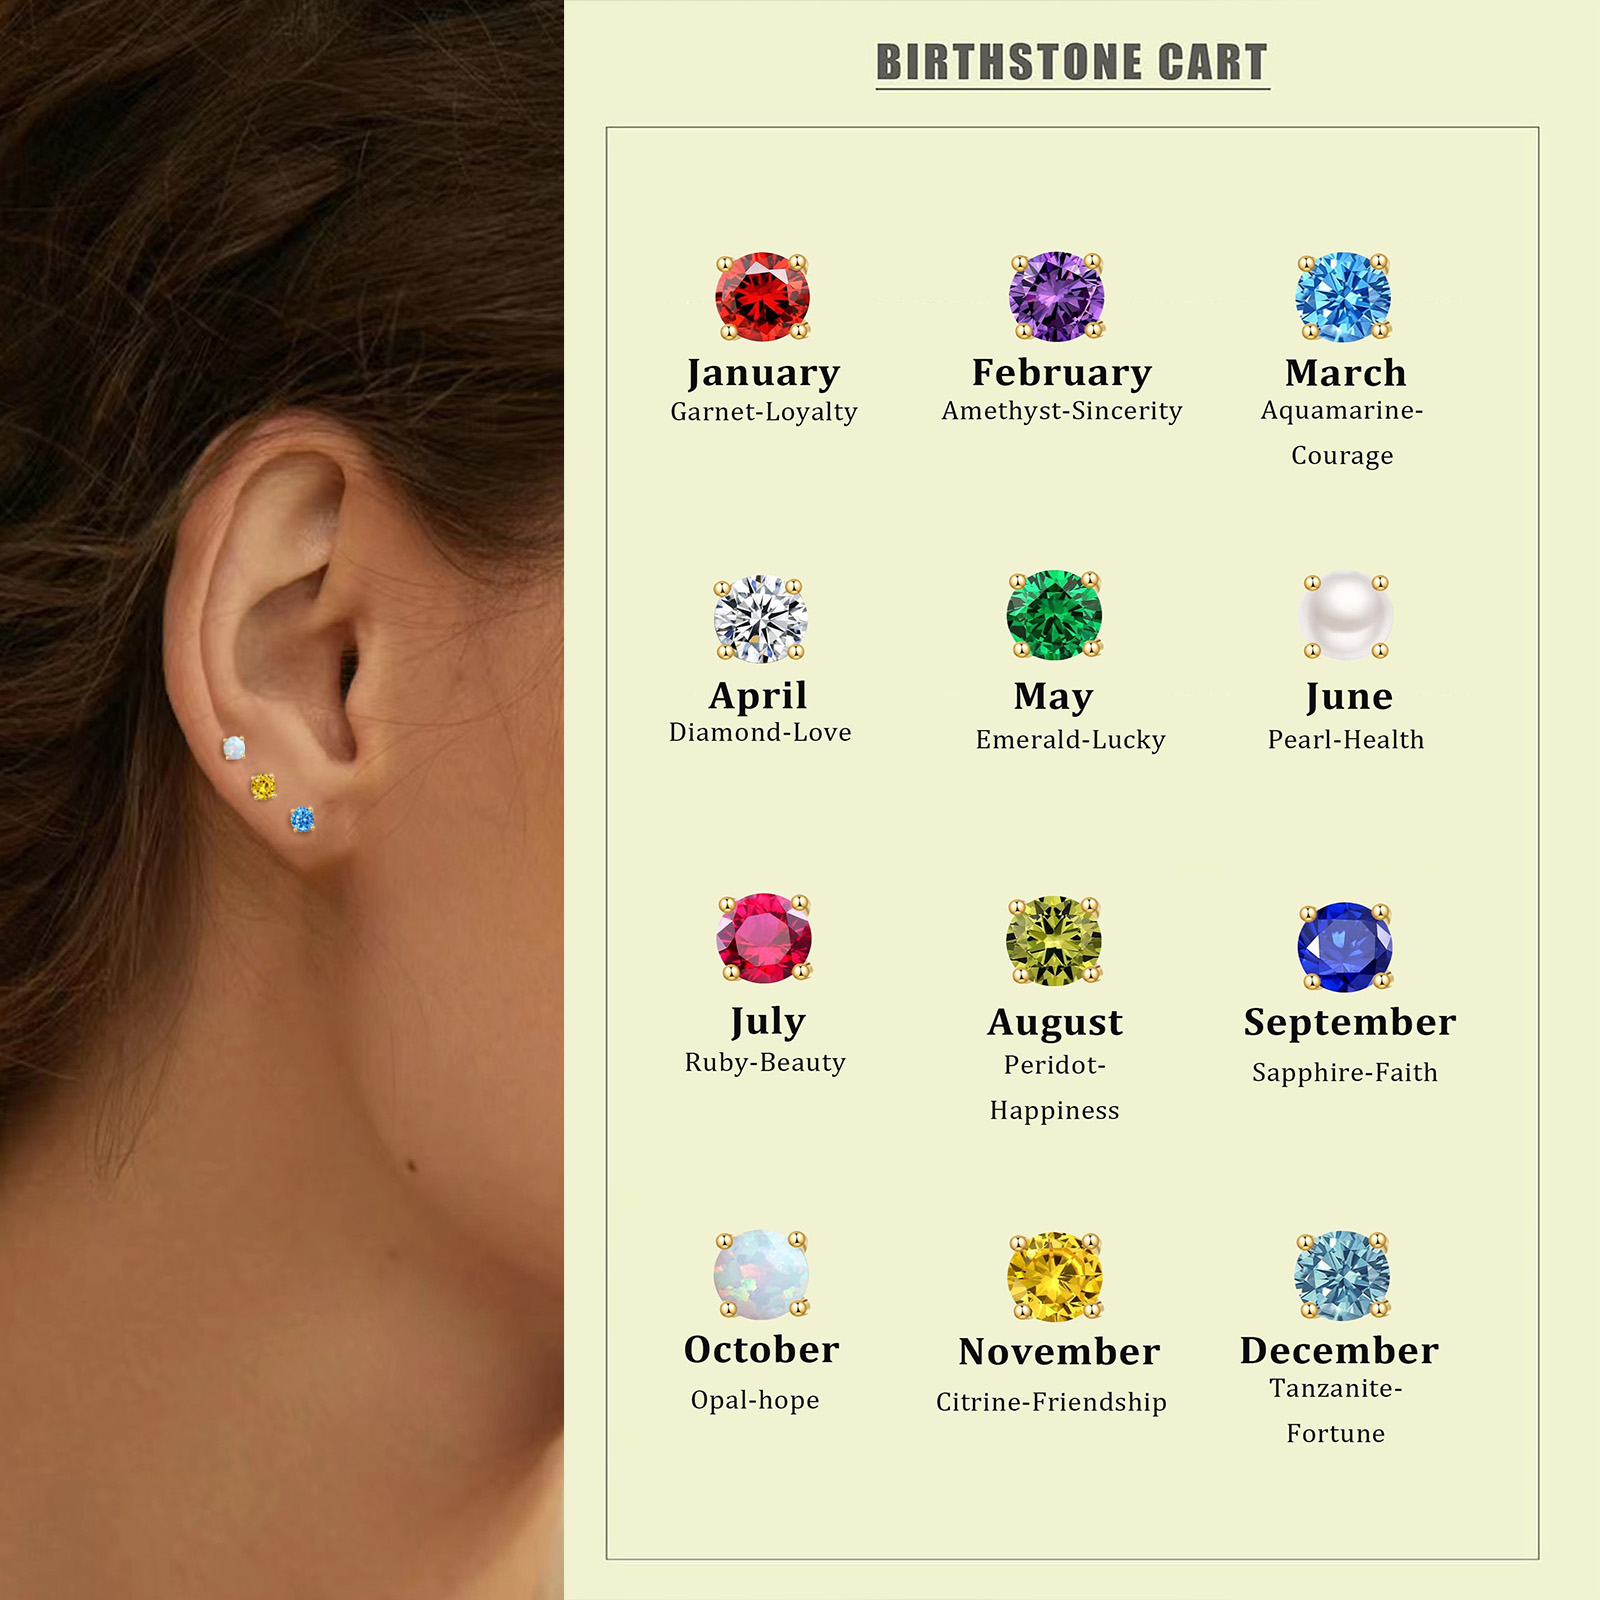 BIRTHSTONE CART
January
Garnet-Loyalty
February
Amethyst-Sincerity
March
Aquamarine-
Courage
April
Diamond-Love
May
Emerald-Lucky
June
Pearl-Health
July
Ruby-Beauty
August
Peridot-
Happiness
September
Sapphire-Faith
October
Opal-hope
November
Citrine-Friendship
December
Tanzanite-
Fortune